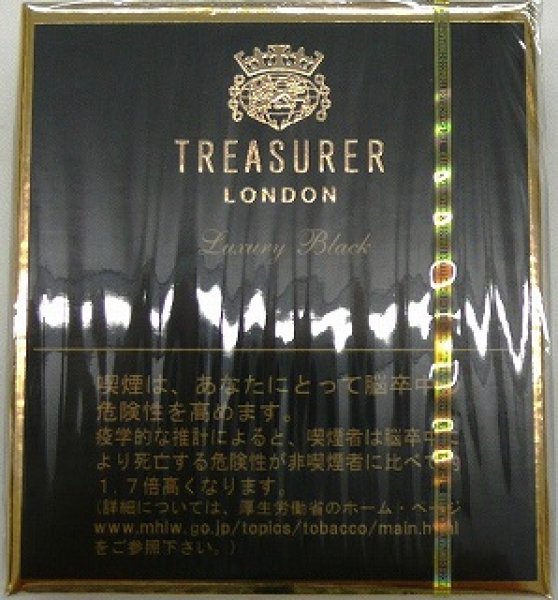 TREASURER
LONDON
Luxury Black
喫煙は、あなたにとって脳卒中
危険性を高めます。
疫学的な推計によると、喫煙者は脳卒中に
より死亡する危険性が非喫煙者に比べて約
1.7倍高くなります。
(詳細については、厚生労働省のホーム・ページ
www.mhlw.go.jp/topics/tobacco/main.html
をご参照下さい。)